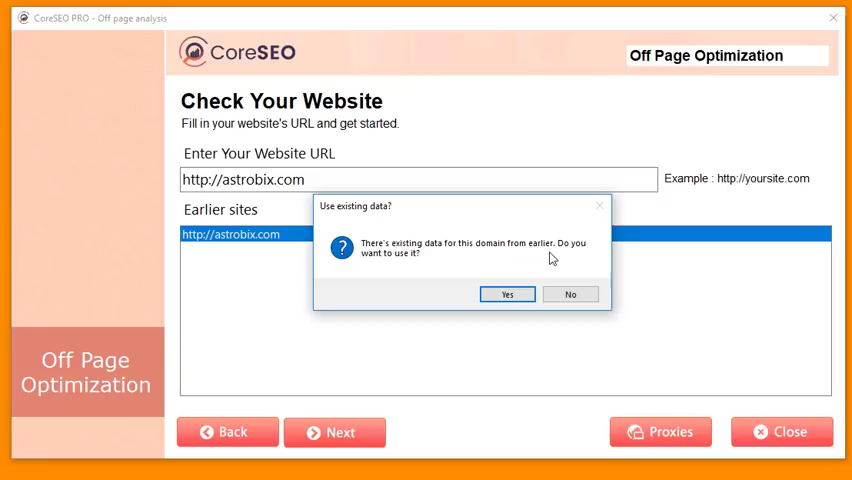 CoreSEO PRO - Off page analysis
CoreSEO
Off Page Optimization
Check Your Website
Fill in your website's URL and get started.
Enter Your Website URL
http://astrobix.com
Example : http://yoursite.com
Earlier sites
http://astrobix.com
Use existing data?
There's existing data for this domain from earlier. Do you
want to use it?
Yes
No
Off Page
Optimization
Back
Next
Proxies
Close